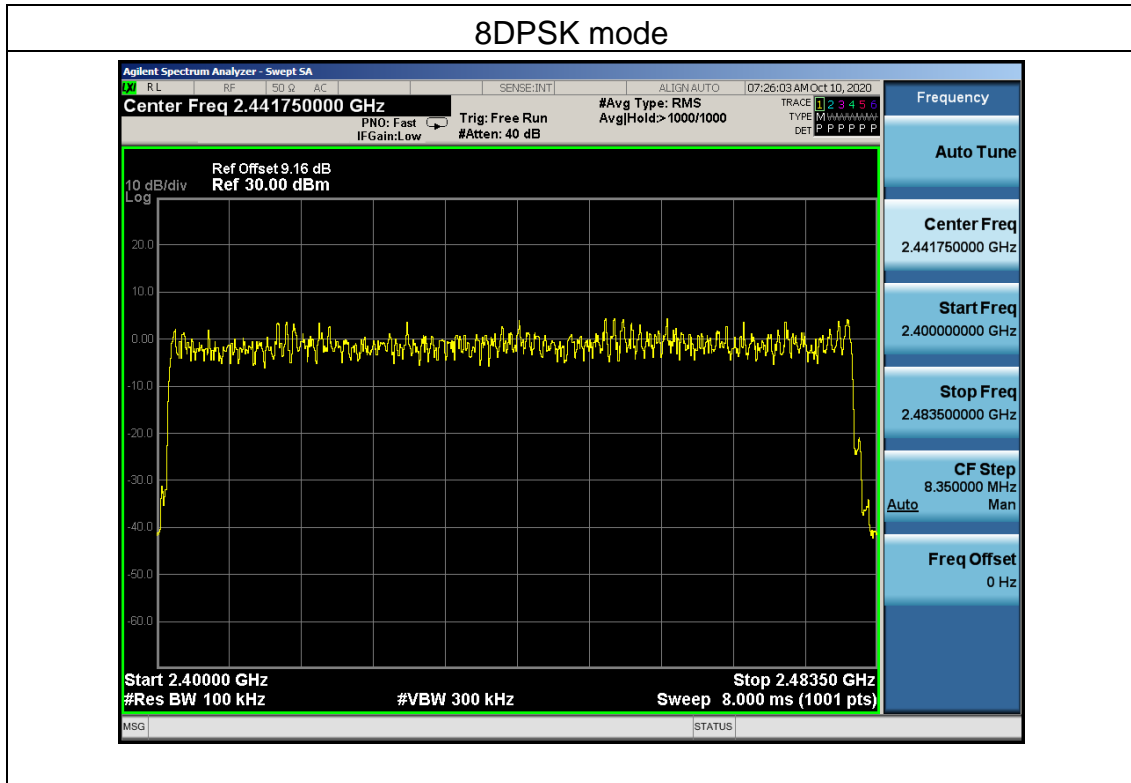 8DPSK mode
Agilent Spectrum Analyzer - Swept SA
LXI RL RF 50 Ω AC SENSE:INT ALIGN AUTO 07:26:03 AM Oct 10, 2020
Center Freq 2.441750000 GHz
PNO: Fast
IFGain:Low
Trig: Free Run
#Atten: 40 dB
#Avg Type: RMS
Avg|Hold:>1000/1000
TRACE 1 2 3 4 5 6
TYPE M WWWWW
DET P P P P P P
Ref Offset 9.16 dB
10 dB/div Ref 30.00 dBm
Log
20.0
10.0
0.00
-10.0
-20.0
-30.0
-40.0
-50.0
-60.0
Start 2.40000 GHz Stop 2.48350 GHz
#Res BW 100 kHz #VBW 300 kHz Sweep 8.000 ms (1001 pts)
MSG STATUS
Frequency
Auto Tune
Center Freq
2.441750000 GHz
Start Freq
2.400000000 GHz
Stop Freq
2.483500000 GHz
CF Step
8.350000 MHz
Auto Man
Freq Offset
0 Hz